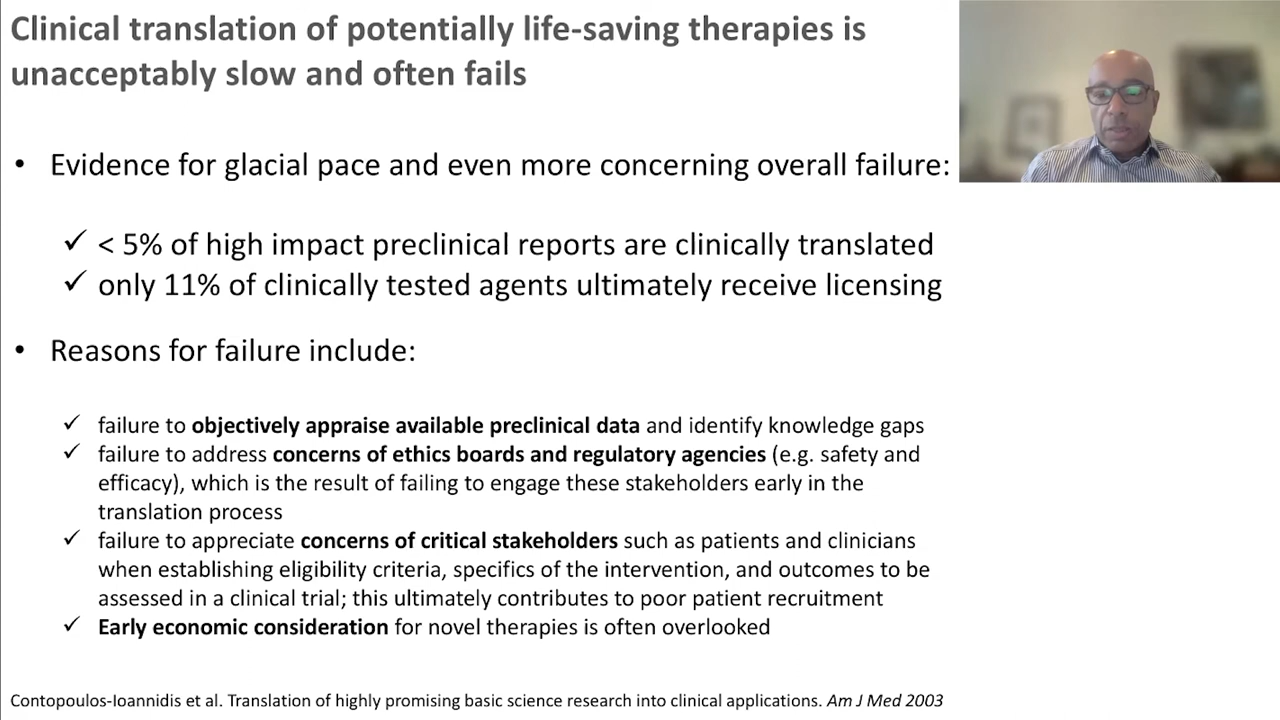 Clinical translation of potentially life-saving therapies is
unacceptably slow and often fails
• Evidence for glacial pace and even more concerning overall failure:
✓ < 5% of high impact preclinical reports are clinically translated
✓ only 11% of clinically tested agents ultimately receive licensing
• Reasons for failure include:
✓ failure to objectively appraise available preclinical data and identify knowledge gaps
✓ failure to address concerns of ethics boards and regulatory agencies (e.g. safety and
efficacy), which is the result of failing to engage these stakeholders early in the
translation process
✓ failure to appreciate concerns of critical stakeholders such as patients and clinicians
when establishing eligibility criteria, specifics of the intervention, and outcomes to be
assessed in a clinical trial; this ultimately contributes to poor patient recruitment
✓ Early economic consideration for novel therapies is often overlooked
Contopoulos-Ioannidis et al. Translation of highly promising basic science research into clinical applications. Am J Med 2003